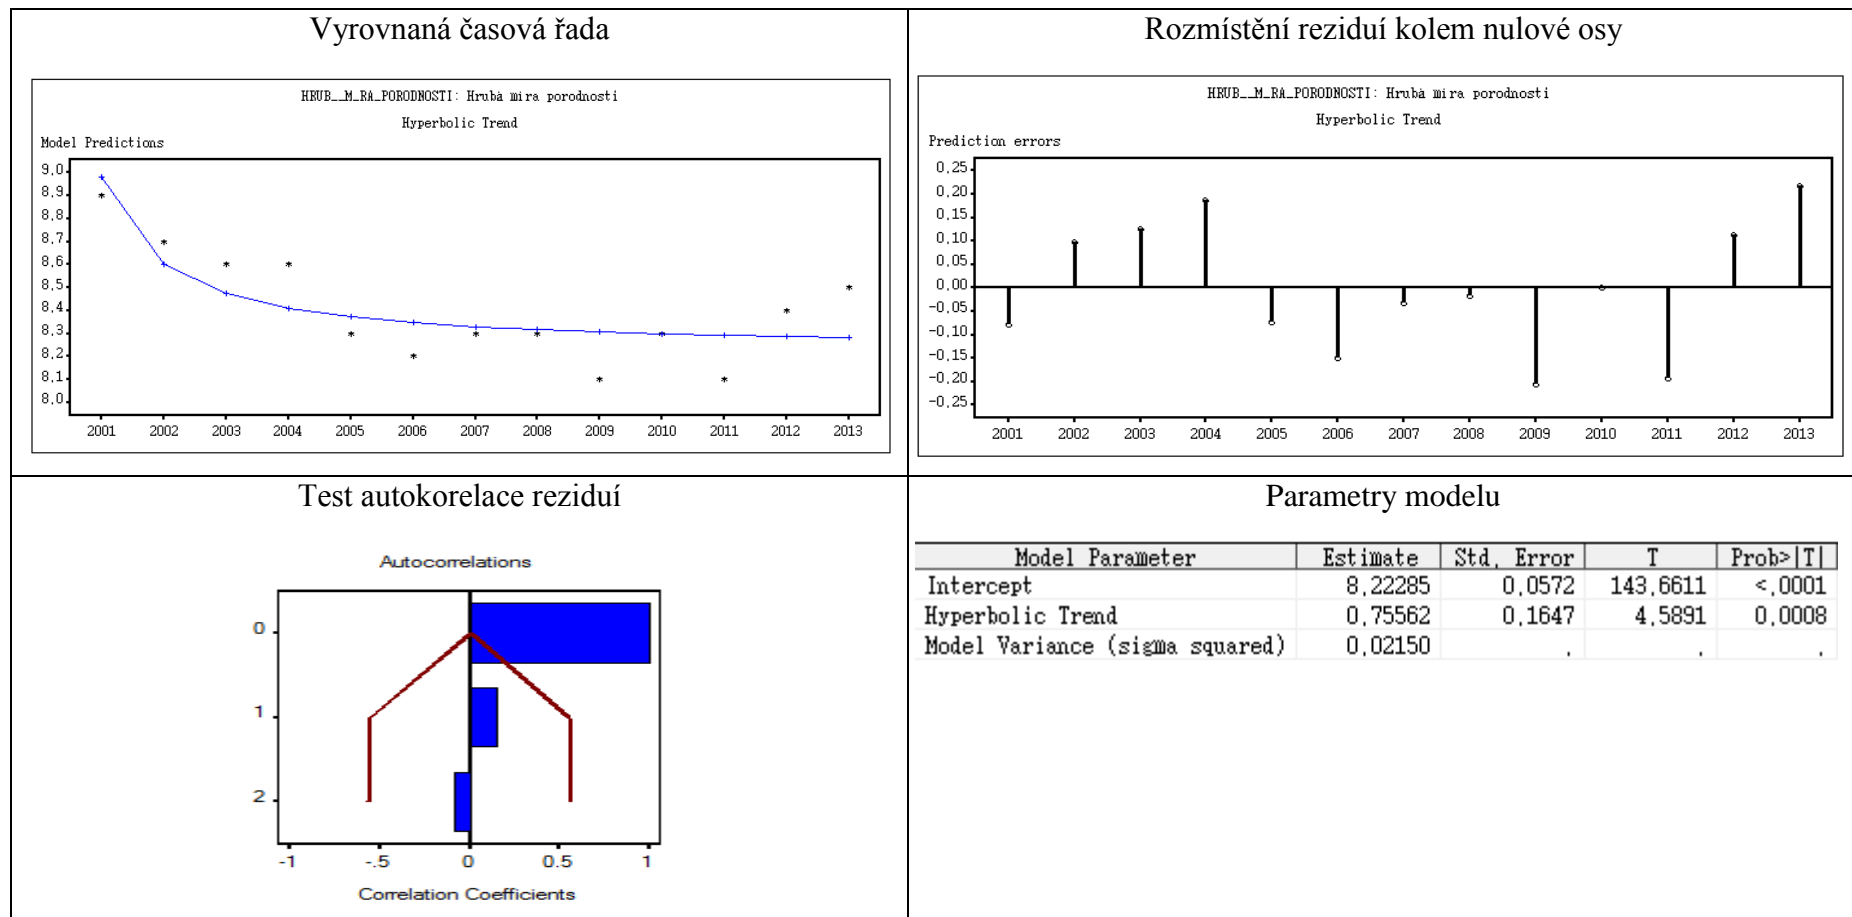 Vyrovnaná časová řada
HRUB__M_RA_PORODNOSTI: Hrubá míra porodnosti
Hyperbolic Trend
Model Predictions
9,0
8,9
8,8
8,7
8,6
8,5
8,4
8,3
8,2
8,1
8,0
2001 2002 2003 2004 2005 2006 2007 2008 2009 2010 2011 2012 2013
Rozmístění reziduí kolem nulové osy
HRUB__M_RA_PORODNOSTI: Hrubá míra porodnosti
Hyperbolic Trend
Prediction errors
0,25
0,20
0,15
0,10
0,05
0,00
-0,05
-0,10
-0,15
-0,20
-0,25
2001 2002 2003 2004 2005 2006 2007 2008 2009 2010 2011 2012 2013
Test autokorelace reziduí
Autocorrelations
0
1
2
-1 -.5 0 0.5 1
Correlation Coefficients
Parametry modelu
Model Parameter Estimate Std, Error T Prob>|T|
Intercept 8,22285 0,0572 143,6611 <,0001
Hyperbolic Trend 0,75562 0,1647 4,5891 0,0008
Model Variance (sigma squared) 0,02150 , , ,